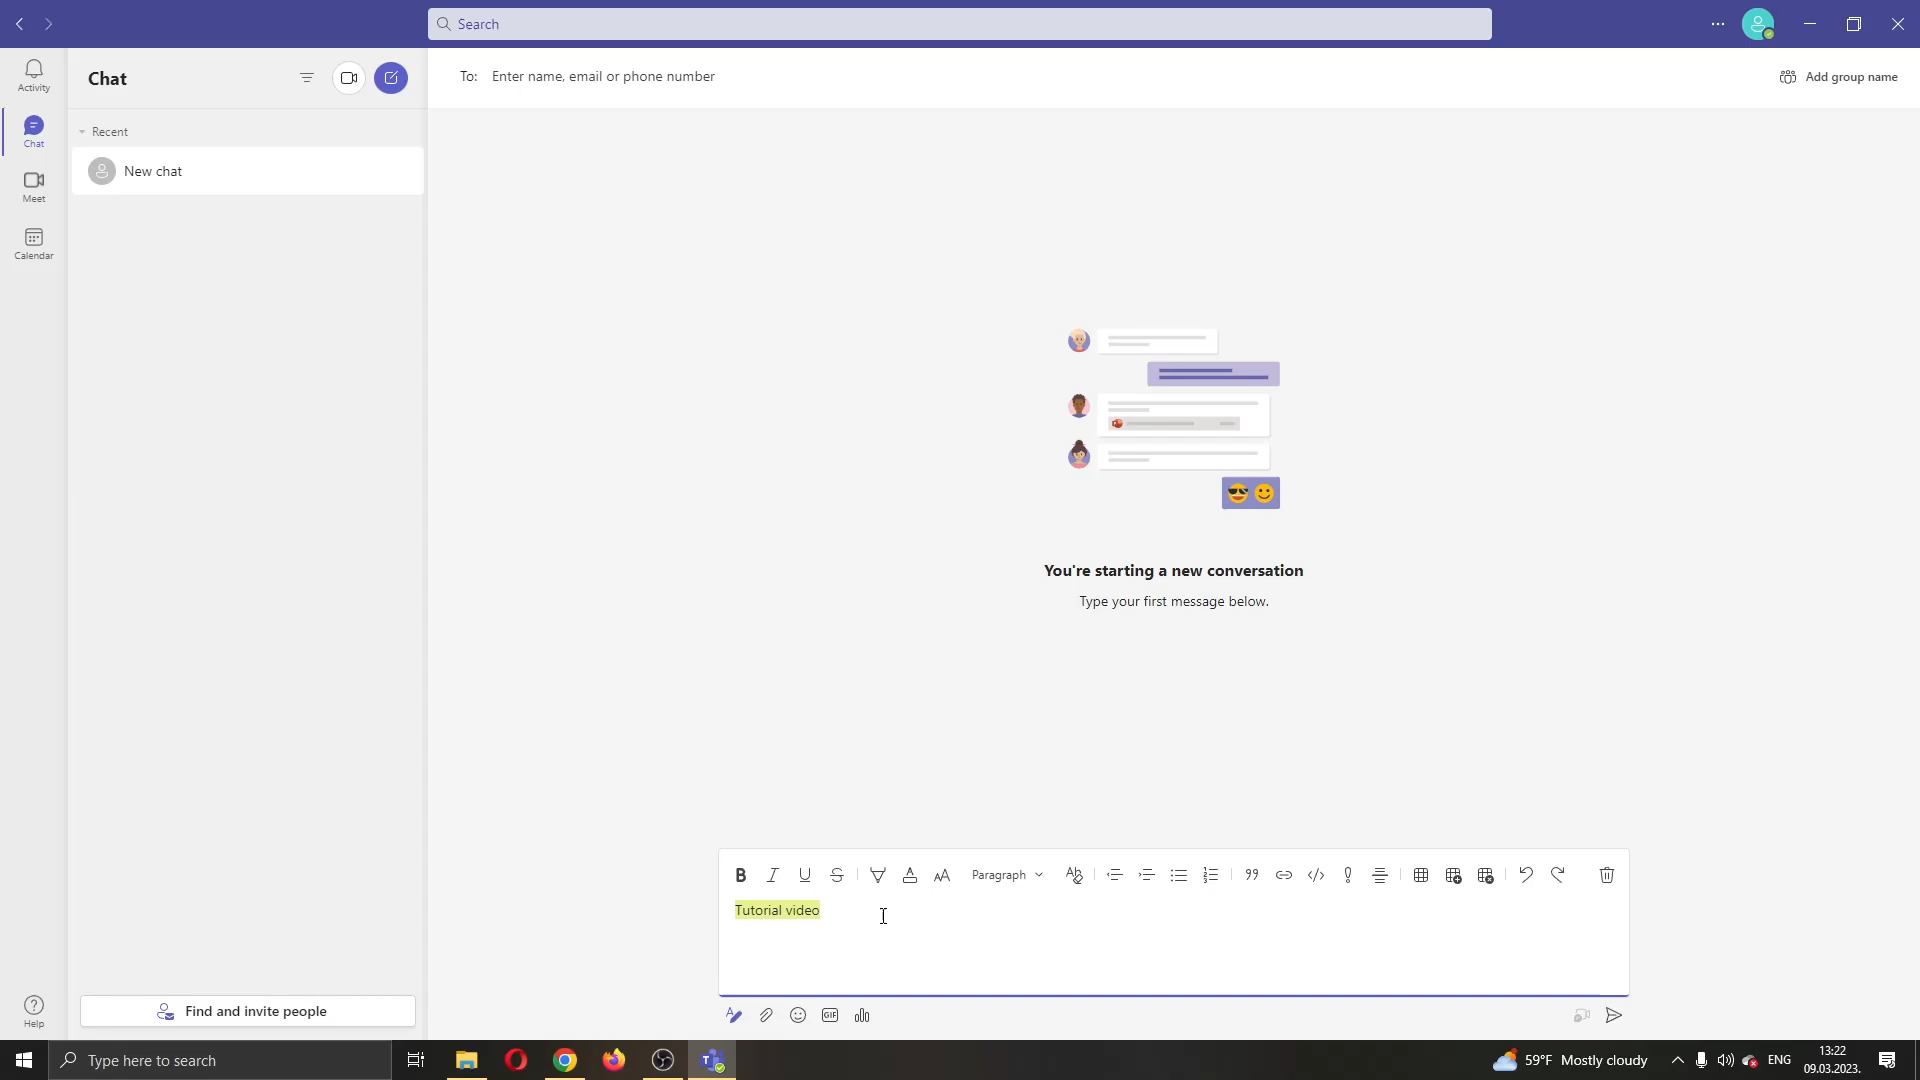 Search
Activity
Chat
Meet
Calendar
Help
Chat
Recent
New chat
Find and invite people
To: Enter name, email or phone number
Add group name
You're starting a new conversation
Type your first message below.
B I U S A AA Paragraph
Tutorial video
GIF
Type here to search
59°F Mostly cloudy
ENG
13:22
09.03.2023.